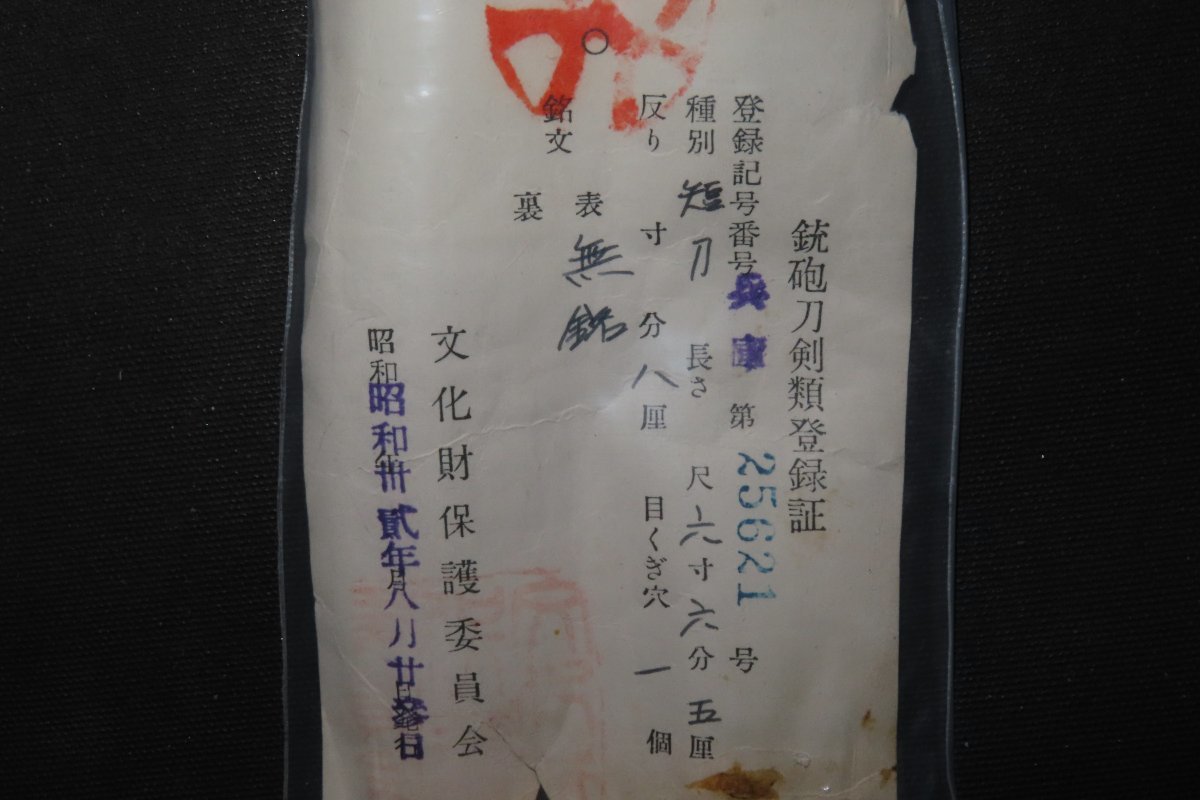 銃砲刀剣類登録証
登録記号番号 兵庫 第 25621 号
種別 短刀 長さ 尺 六寸 六分 五厘
反り 寸 分 八厘 目くぎ穴 一個
銘文 表 無銘
裏
文化財保護委員会
昭和 昭和卅貳年八月廿 日